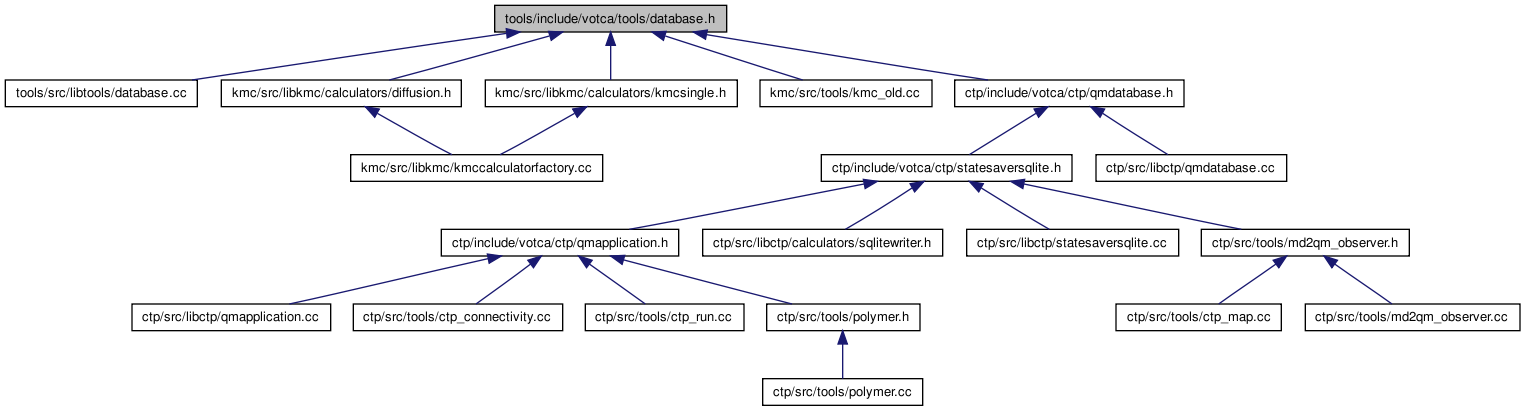 tools/include/votca/tools/database.h
tools/src/libtools/database.cc
kmc/src/libkmc/calculators/diffusion.h
kmc/src/libkmc/calculators/kmcsingle.h
kmc/src/tools/kmc_old.cc
ctp/include/votca/ctp/qmdatabase.h
kmc/src/libkmc/kmccalculatorfactory.cc
ctp/include/votca/ctp/statesaversqlite.h
ctp/src/libctp/qmdatabase.cc
ctp/include/votca/ctp/qmapplication.h
ctp/src/libctp/calculators/sqlitewriter.h
ctp/src/libctp/statesaversqlite.cc
ctp/src/tools/md2qm_observer.h
ctp/src/libctp/qmapplication.cc
ctp/src/tools/ctp_connectivity.cc
ctp/src/tools/ctp_run.cc
ctp/src/tools/polymer.h
ctp/src/tools/ctp_map.cc
ctp/src/tools/md2qm_observer.cc
ctp/src/tools/polymer.cc